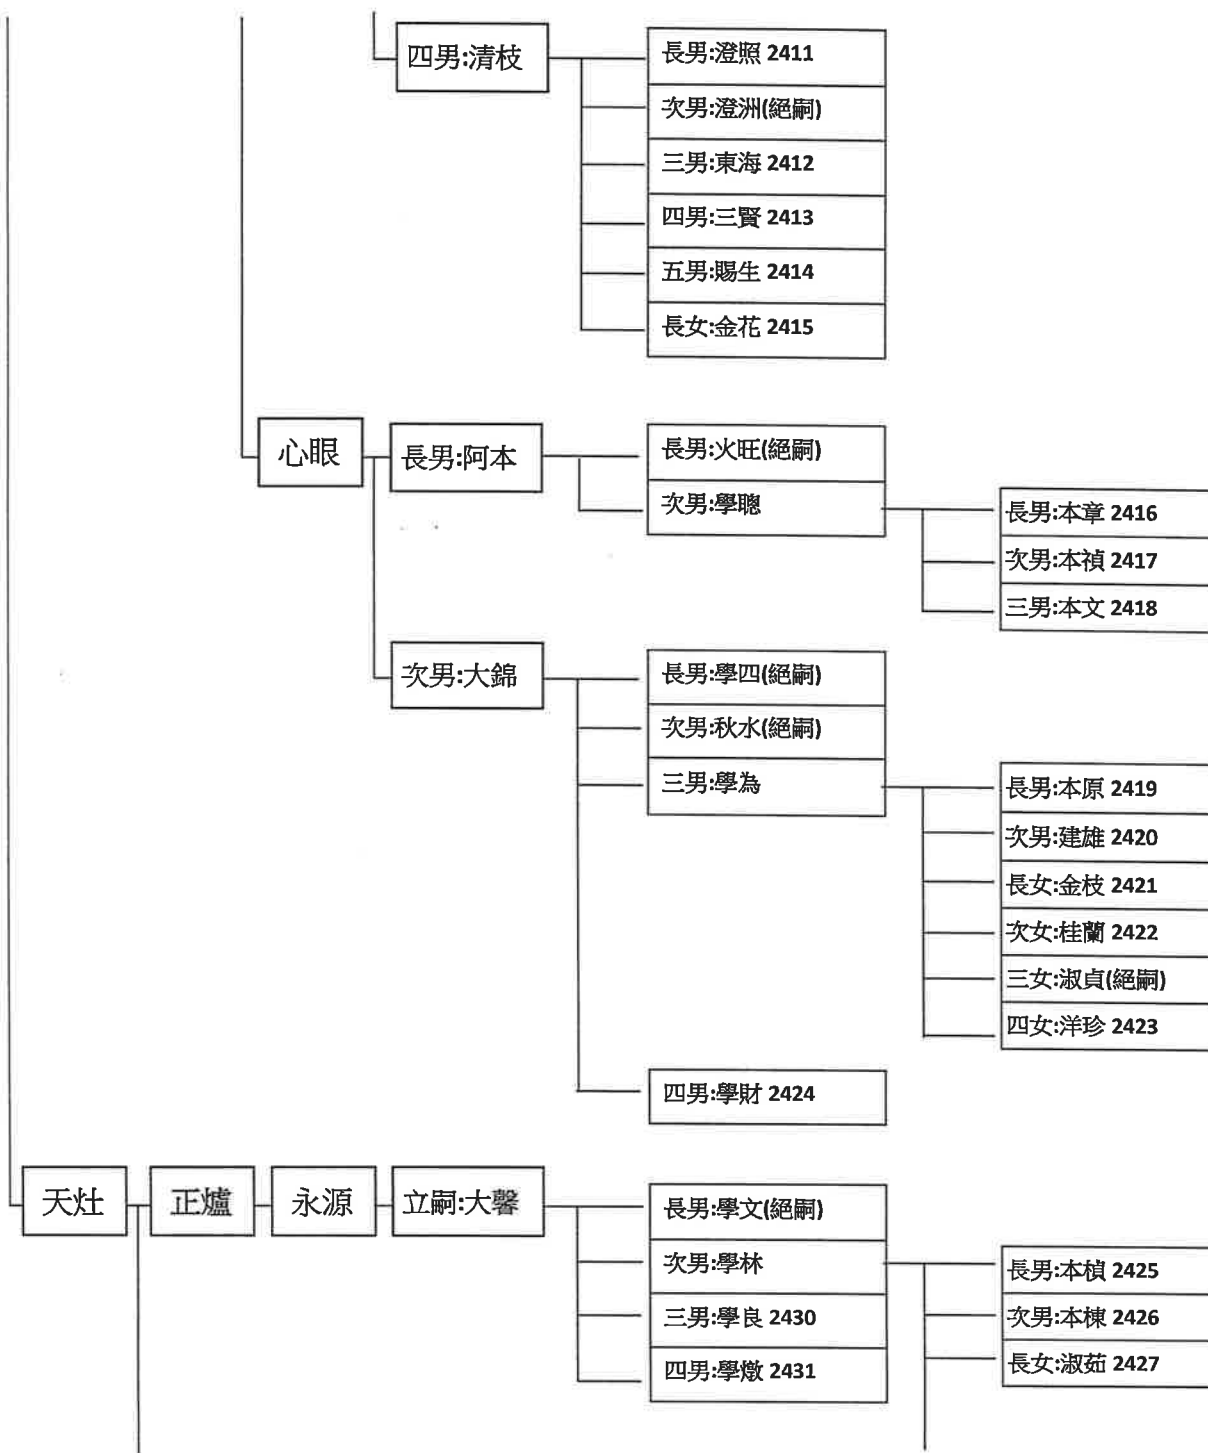 四男:清枝
長男:澄照 2411
次男:澄洲(絕嗣)
三男:東海 2412
四男:三賢 2413
五男:賜生 2414
長女:金花 2415
心眼
長男:阿本
長男:火旺(絕嗣)
次男:學聰
長男:本章 2416
次男:本禎 2417
三男:本文 2418
次男:大錦
長男:學四(絕嗣)
次男:秋水(絕嗣)
三男:學為
長男:本原 2419
次男:建雄 2420
長女:金枝 2421
次女:桂蘭 2422
三女:淑貞(絕嗣)
四女:洋珍 2423
四男:學財 2424
天灶
正爐
永源
立嗣:大馨
長男:學文(絕嗣)
次男:學林
三男:學良 2430
四男:學燉 2431
長男:本楨 2425
次男:本棟 2426
長女:淑茹 2427